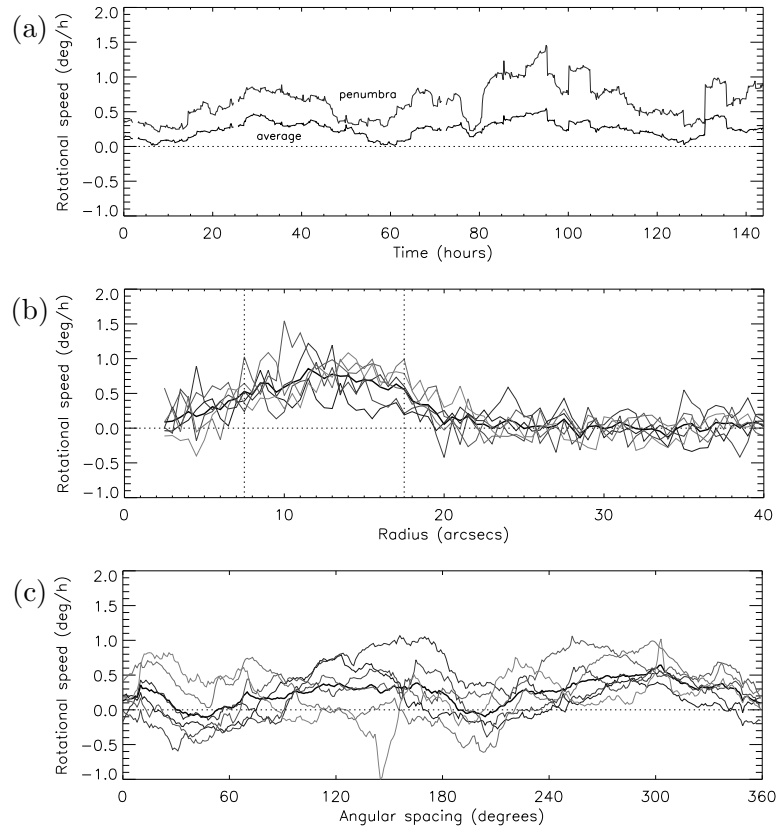 (a)
Rotational speed (deg/h)
2.0
1.5
1.0
0.5
0.0
−0.5
−1.0
penumbra
average
0 20 40 60 80 100 120 140
Time (hours)
(b)
Rotational speed (deg/h)
2.0
1.5
1.0
0.5
0.0
−0.5
−1.0
0 10 20 30 40
Radius (arcsecs)
(c)
Rotational speed (deg/h)
2.0
1.5
1.0
0.5
0.0
−0.5
−1.0
0 60 120 180 240 300 360
Angular spacing (degrees)